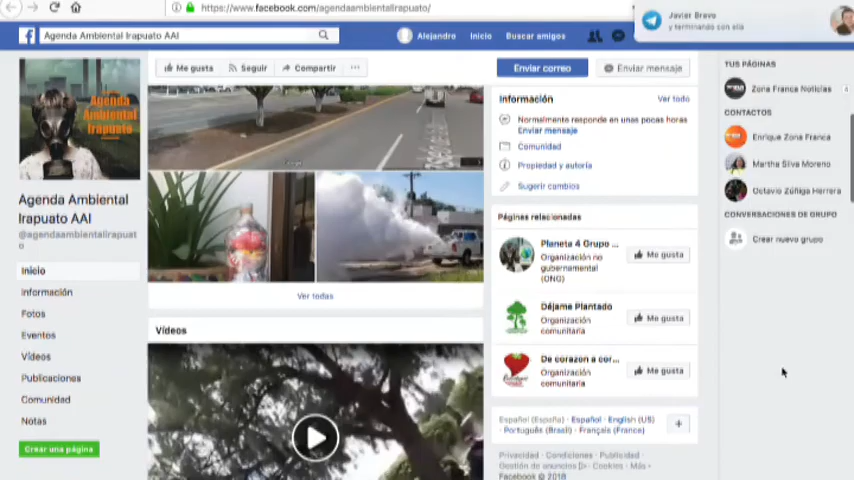 https://www.facebook.com/agendaambientalirapuato/
Javier Bravo
y terminando con ella
Agenda Ambiental Irapuato AAI
Alejandro
Inicio
Buscar amigos
Agenda
Ambiental
Irapuato
Me gusta
Seguir
Compartir
Enviar correo
Enviar mensaje
Agenda Ambiental
Irapuato AAI
@agendaambientalirapuat
o
Inicio
Información
Fotos
Eventos
Vídeos
Publicaciones
Comunidad
Notas
Crear una página
Google
Ver todas
Vídeos
Información
Ver todo
Normalmente responde en unas pocas horas
Enviar mensaje
Comunidad
Propiedad y autoría
Sugerir cambios
Páginas relacionadas
Planeta 4 Grupo ...
Organización no
gubernamental
(ONG)
Me gusta
Déjame Plantado
Organización
comunitaria
Me gusta
De corazon a cor...
Organización
comunitaria
Me gusta
Español (España) · Español · English (US)
· Português (Brasil) · Français (France)
Privacidad · Condiciones · Publicidad ·
Gestión de anuncios · Cookies · Más
Facebook © 2018
TUS PÁGINAS
Zona Franca Noticias
CONTACTOS
Enrique Zona Franca
Martha Silva Moreno
Octavio Zúñiga Herrera
CONVERSACIONES DE GRUPO
Crear nuevo grupo